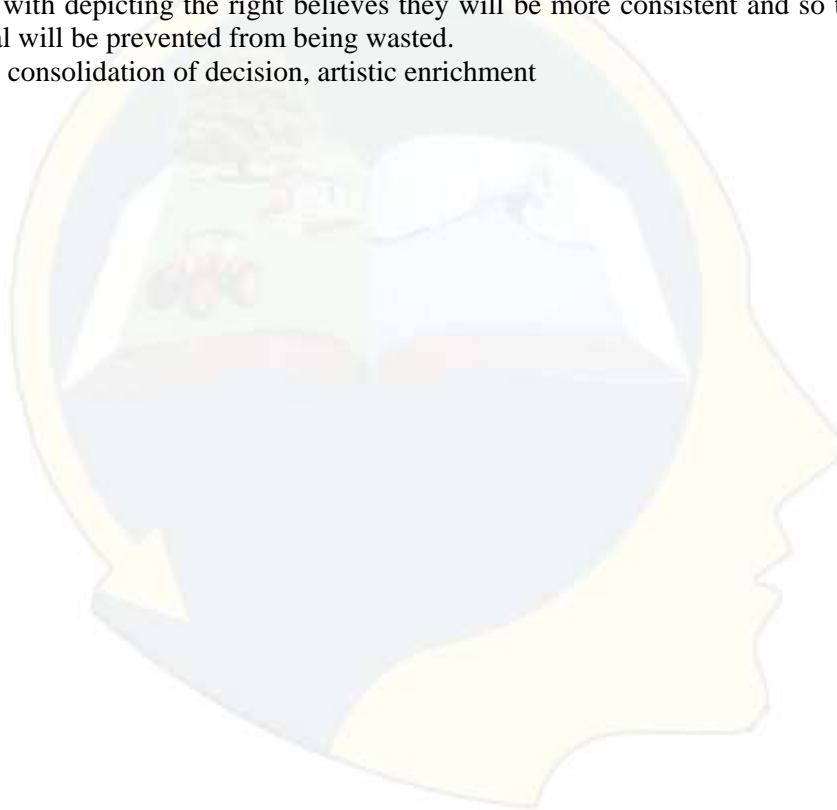 with depicting the right believes they will be more consistent and so
al will be prevented from being wasted.
consolidation of decision, artistic enrichment